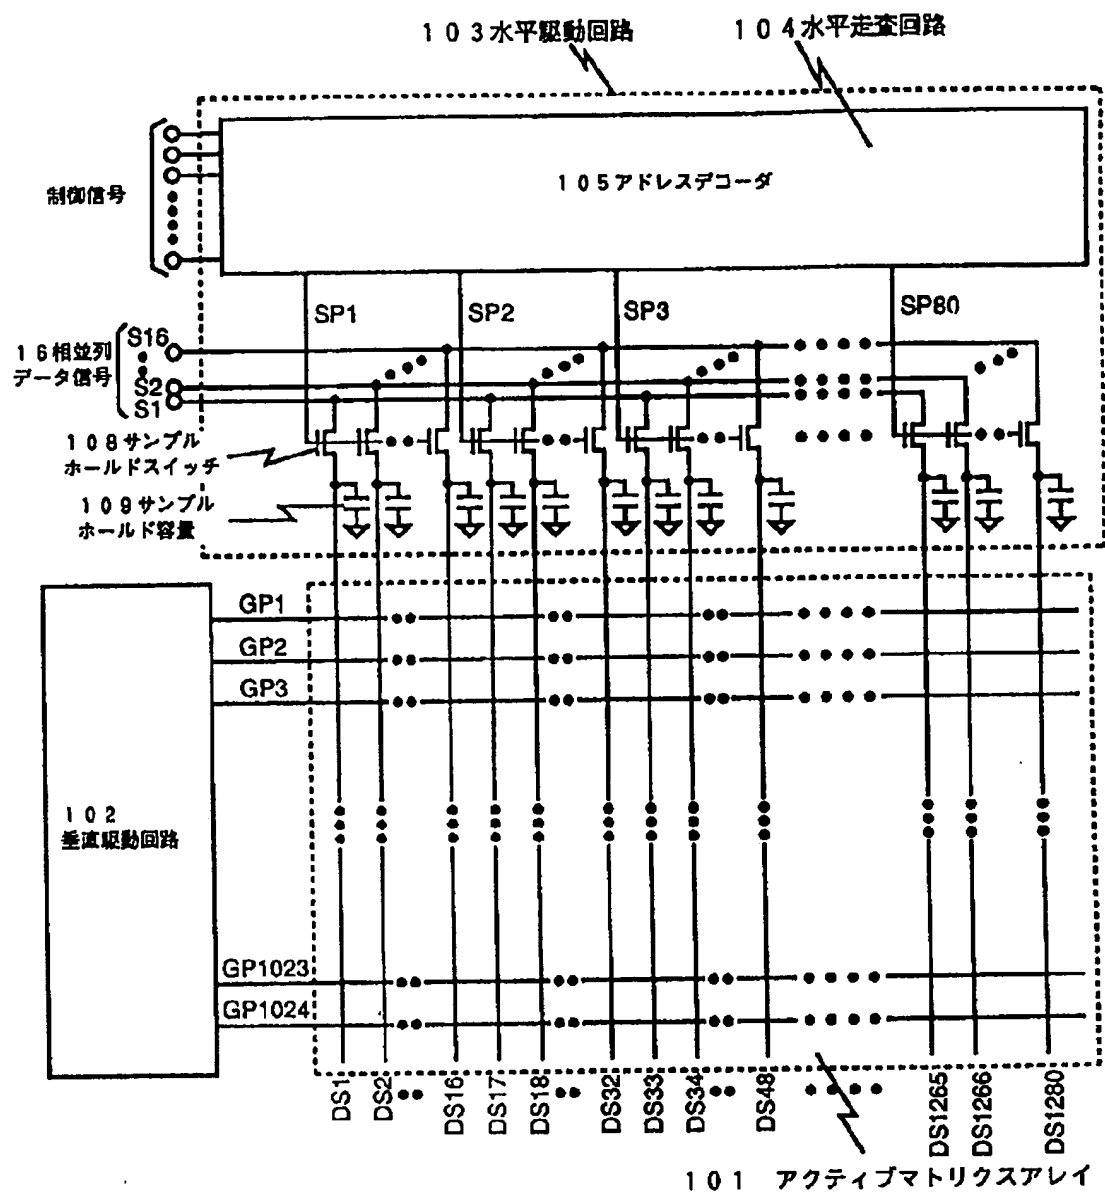 103水平駆動回路
104水平走査回路
制御信号
105アドレスデコーダ
SP1
SP2
SP3
SP80
16相並列
データ信号
S16
S2
S1
108サンプル
ホールドスイッチ
109サンプル
ホールド容量
GP1
GP2
GP3
102
垂直駆動回路
GP1023
GP1024
DS1
DS2
DS16
DS17
DS18
DS32
DS33
DS34
DS48
DS1265
DS1266
DS1280
101 アクティブマトリクスアレイ